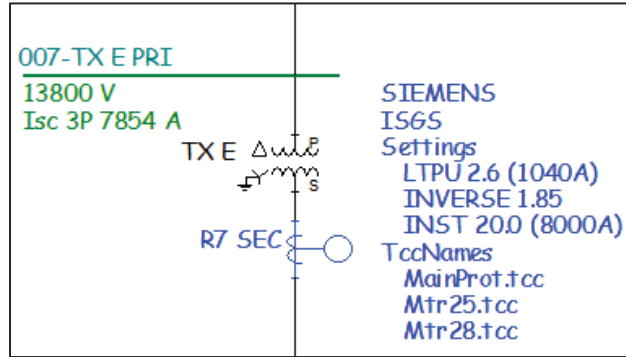 007-TX E PRI
13800 V
Isc 3P 7854 A
TX E
P
S
R7 SEC
SIEMENS
ISGS
Settings
LTPU 2.6 (1040A)
INVERSE 1.85
INST 20.0 (8000A)
TccNames
MainProt.tcc
Mtr25.tcc
Mtr28.tcc